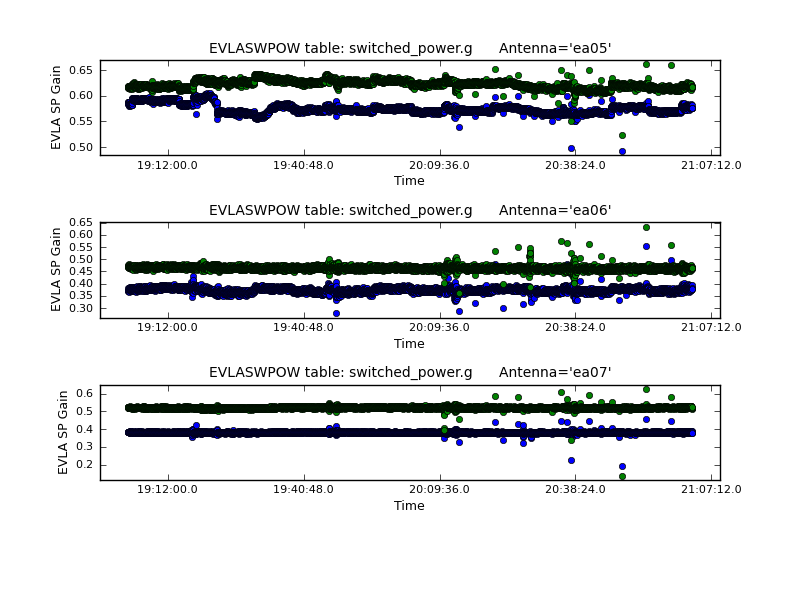 EVLASWPOW table: switched_power.g      Antenna='ea05'
EVLA SP Gain
0.65
0.60
0.55
0.50
19:12:00.0 19:40:48.0 20:09:36.0 20:38:24.0 21:07:12.0
Time
EVLASWPOW table: switched_power.g      Antenna='ea06'
EVLA SP Gain
0.65
0.60
0.55
0.50
0.45
0.40
0.35
0.30
19:12:00.0 19:40:48.0 20:09:36.0 20:38:24.0 21:07:12.0
Time
EVLASWPOW table: switched_power.g      Antenna='ea07'
EVLA SP Gain
0.6
0.5
0.4
0.3
0.2
19:12:00.0 19:40:48.0 20:09:36.0 20:38:24.0 21:07:12.0
Time